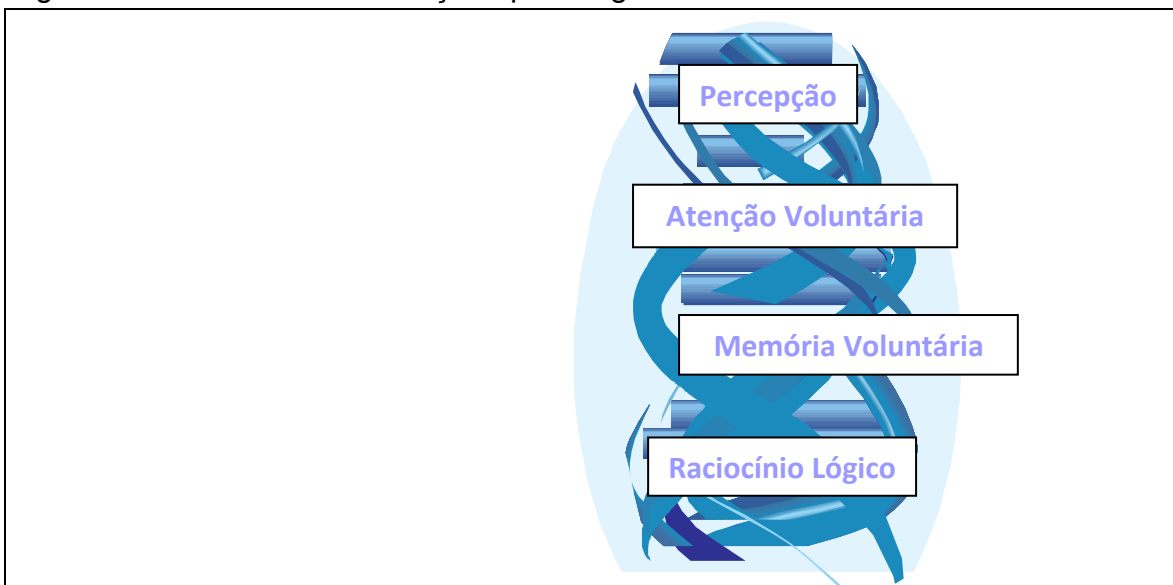 Percepção
Atenção Voluntária
Memória Voluntária
Raciocínio Lógico